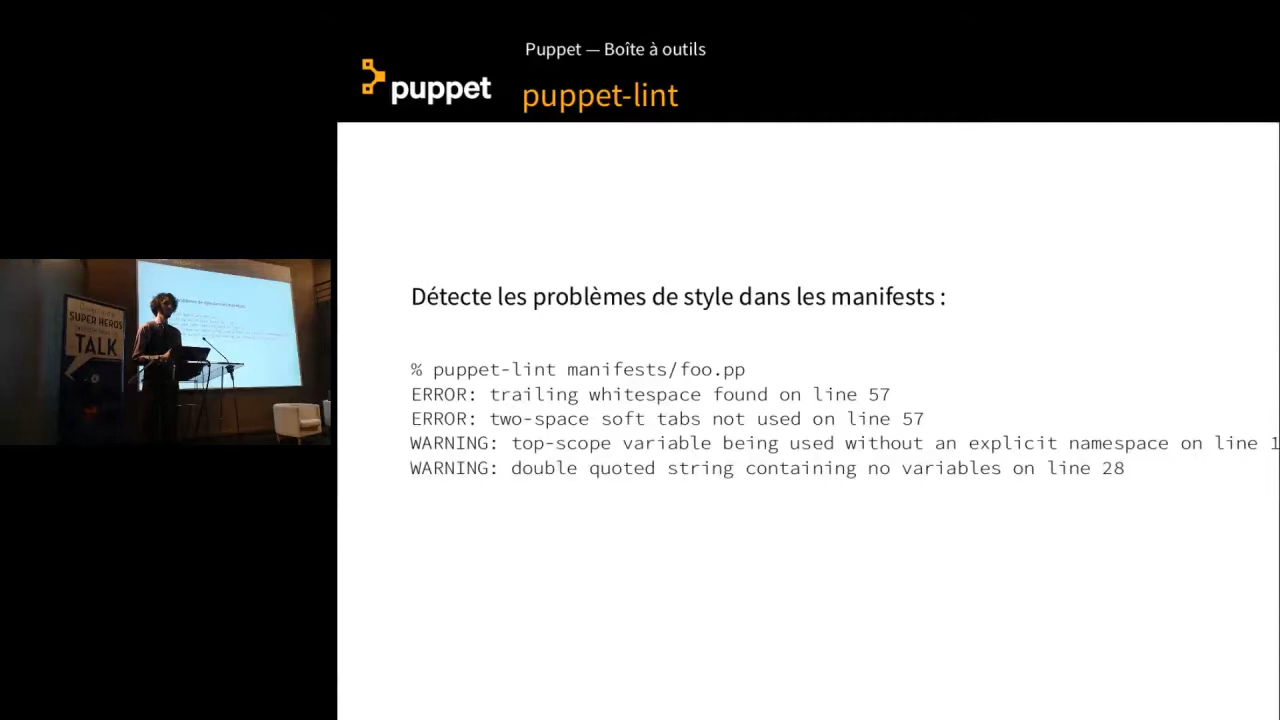 Puppet — Boîte à outils
puppet
puppet-lint
Détecte les problèmes de style dans les manifests :
% puppet-lint manifests/foo.pp
ERROR: trailing whitespace found on line 57
ERROR: two-space soft tabs not used on line 57
WARNING: top-scope variable being used without an explicit namespace on line 1
WARNING: double quoted string containing no variables on line 28
SUPER HEROS
TALK